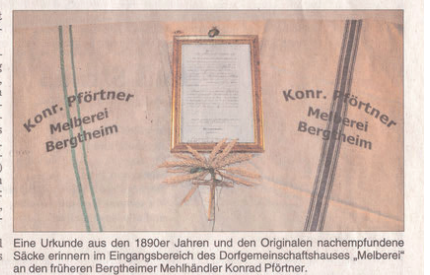 Konr. Pförtner
Melberei
Bergtheim
Konr. Pförtner
Melberei
Bergtheim
Eine Urkunde aus den 1890er Jahren und den Originalen nachempfundene
Säcke erinnern im Eingangsbereich des Dorfgemeinschaftshauses „Melberei“
an den früheren Bergtheimer Mehlhändler Konrad Pförtner.